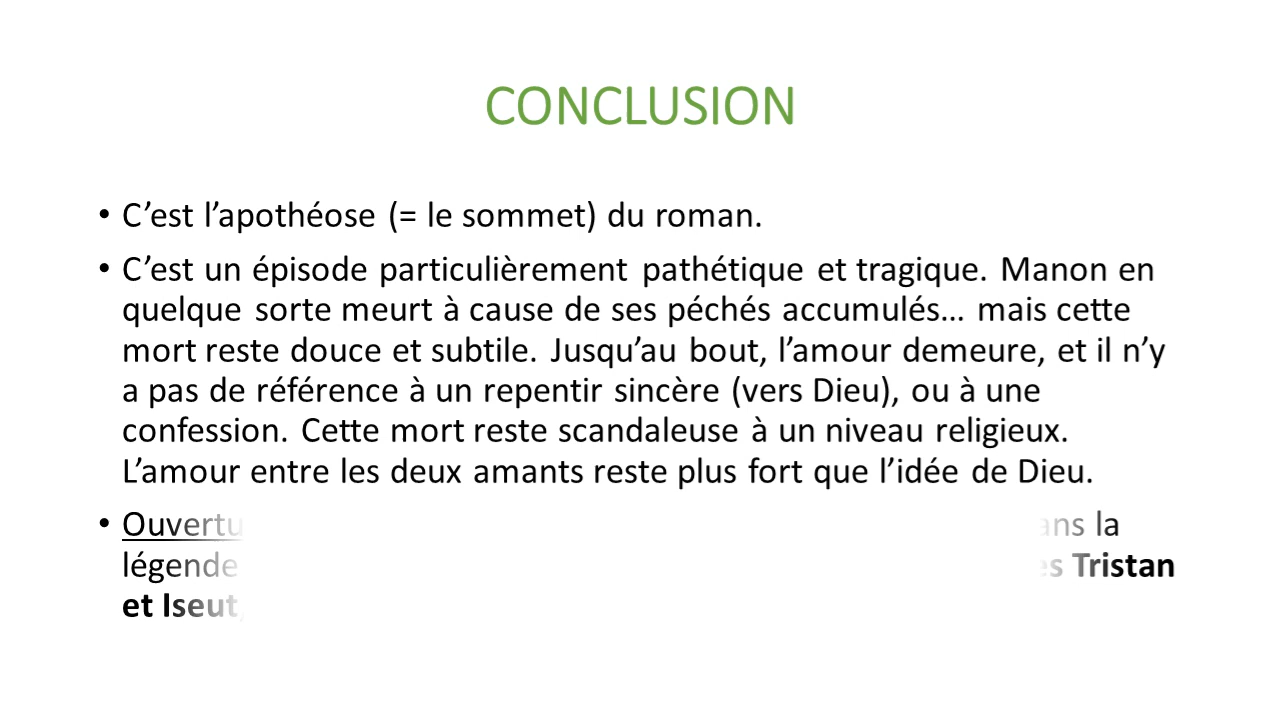 CONCLUSION
• C’est l’apothéose (= le sommet) du roman.
• C’est un épisode particulièrement pathétique et tragique. Manon en
quelque sorte meurt à cause de ses péchés accumulés… mais cette
mort reste douce et subtile. Jusqu’au bout, l’amour demeure, et il n’y
a pas de référence à un repentir sincère (vers Dieu), ou à une
confession. Cette mort reste scandaleuse à un niveau religieux.
L’amour entre les deux amants reste plus fort que l’idée de Dieu.
• la
légende Tristan
et Iseut,